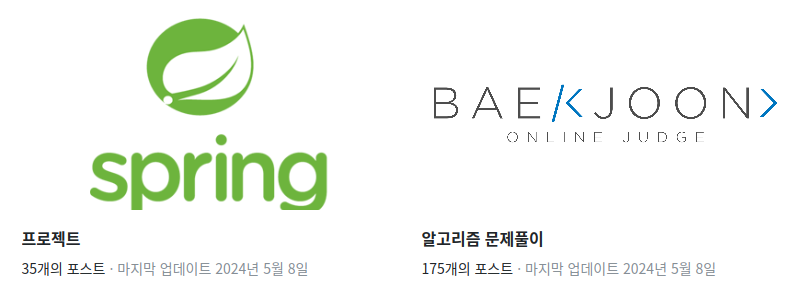 spring
프로젝트
35개의 포스트 · 마지막 업데이트 2024년 5월 8일
BAEKJOON>
ONLINE JUDGE
알고리즘 문제풀이
175개의 포스트 · 마지막 업데이트 2024년 5월 8일